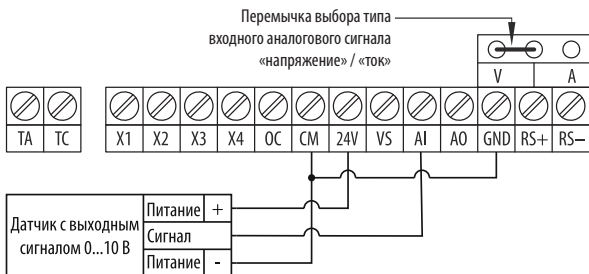 Перемычка выбора типа
входного аналогового сигнала
«напряжение» / «ток»
V A
TA TC X1 X2 X3 X4 OC CM 24V VS AI AO GND RS+ RS−
Датчик с выходным
сигналом 0...10 В
Питание +
Сигнал
Питание -